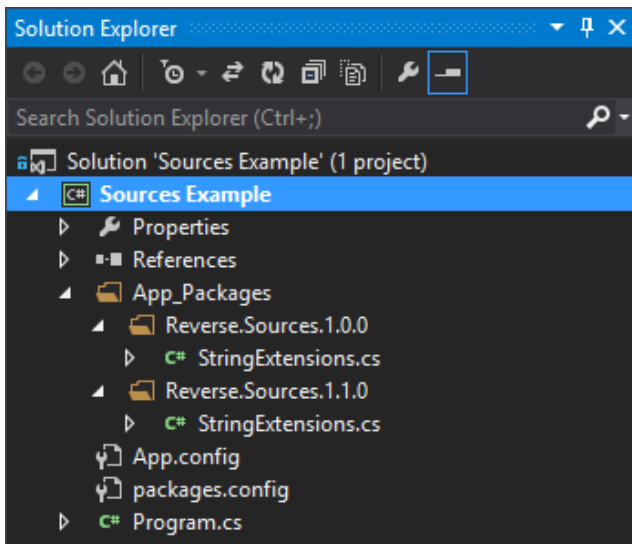 Solution Explorer
Search Solution Explorer (Ctrl+;)
Solution 'Sources Example' (1 project)
C# Sources Example
Properties
References
App_Packages
Reverse.Sources.1.0.0
C# StringExtensions.cs
Reverse.Sources.1.1.0
C# StringExtensions.cs
App.config
packages.config
C# Program.cs